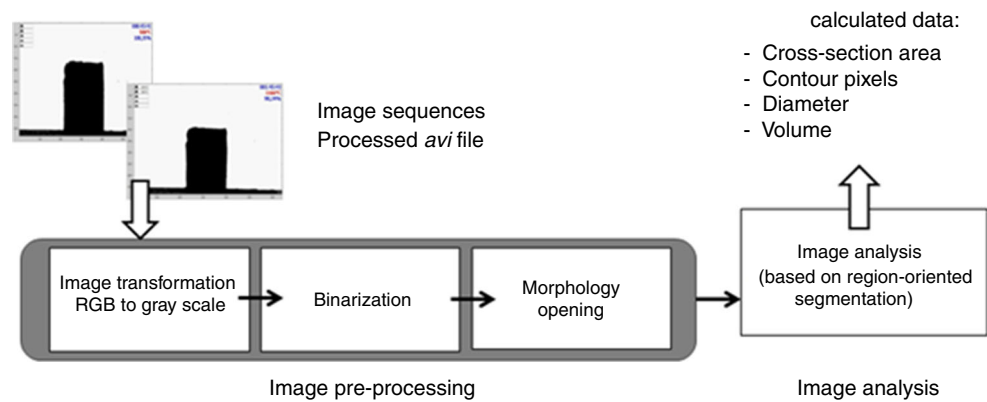 calculated data:
- Cross-section area
- Contour pixels
- Diameter
- Volume
Image sequences
Processed avi file
Image transformation
RGB to gray scale
Binarization
Morphology
opening
Image analysis
(based on region-oriented
segmentation)
Image pre-processing
Image analysis